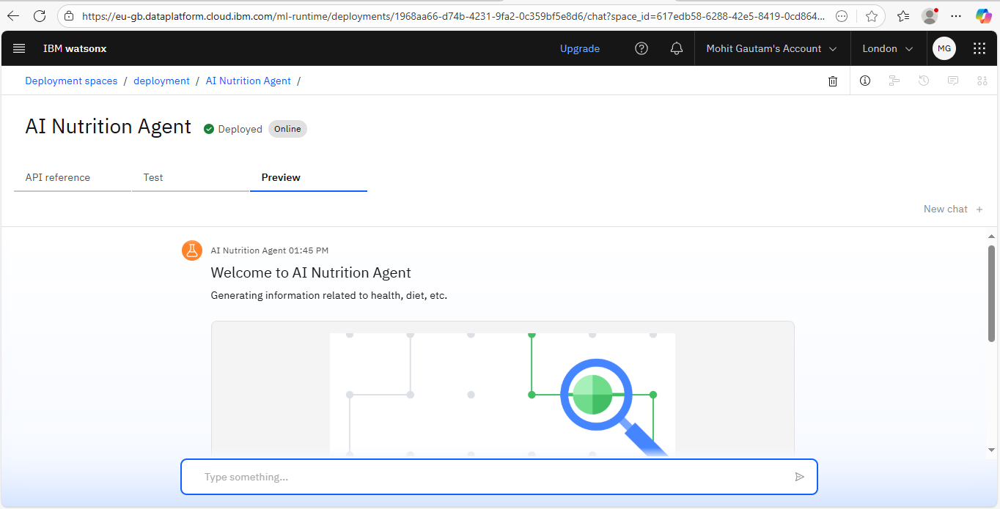 https://eu-gb.dataplatform.cloud.ibm.com/ml-runtime/deployments/1968aa66-d74b-4231-9fa2-0c359bf5e8d6/chat?space_id=617edb58-6288-42e5-8419-0cd864...
IBM watsonx Upgrade Mohit Gautam's Account London MG
Deployment spaces / deployment / AI Nutrition Agent /
AI Nutrition Agent Deployed Online
API reference Test Preview
New chat +
AI Nutrition Agent 01:45 PM
Welcome to AI Nutrition Agent
Generating information related to health, diet, etc.
Type something...